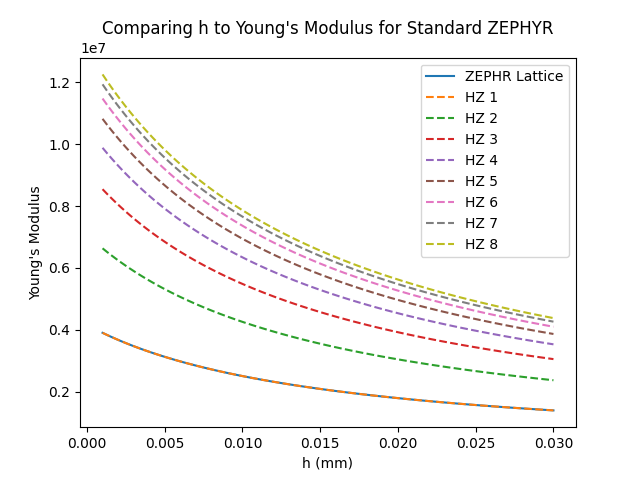 Comparing h to Young's Modulus for Standard ZEPHYR
1e7
1.2
1.0
0.8
0.6
0.4
0.2
Young's Modulus
ZEPHR Lattice
HZ 1
HZ 2
HZ 3
HZ 4
HZ 5
HZ 6
HZ 7
HZ 8
0.000 0.005 0.010 0.015 0.020 0.025 0.030
h (mm)